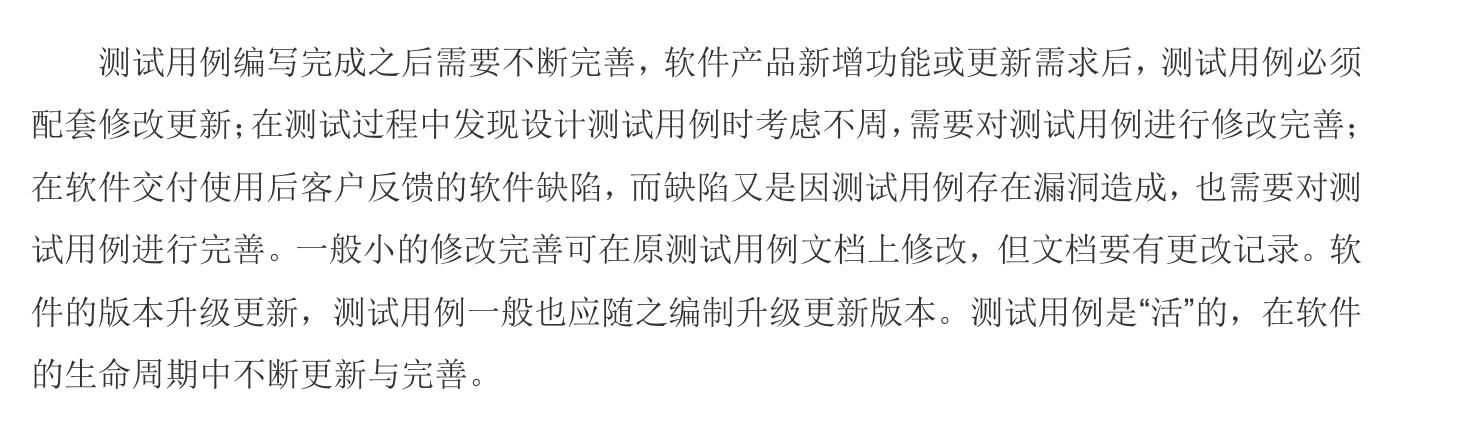 测试用例编写完成之后需要不断完善，软件产品新增功能或更新需求后，测试用例必须
配套修改更新；在测试过程中发现设计测试用例时考虑不周，需要对测试用例进行修改完善；
在软件交付使用后客户反馈的软件缺陷，而缺陷又是因测试用例存在漏洞造成，也需要对测
试用例进行完善。一般小的修改完善可在原测试用例文档上修改，但文档要有更改记录。软
件的版本升级更新，测试用例一般也应随之编制升级更新版本。测试用例是“活”的，在软件
的生命周期中不断更新与完善。